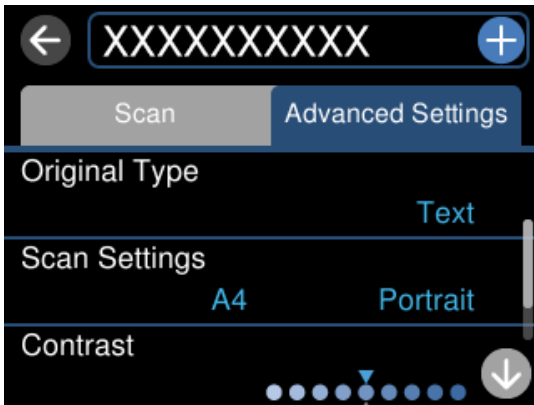 XXXXXXXXXX
Scan Advanced Settings
Original Type
Text
Scan Settings
A4 Portrait
Contrast